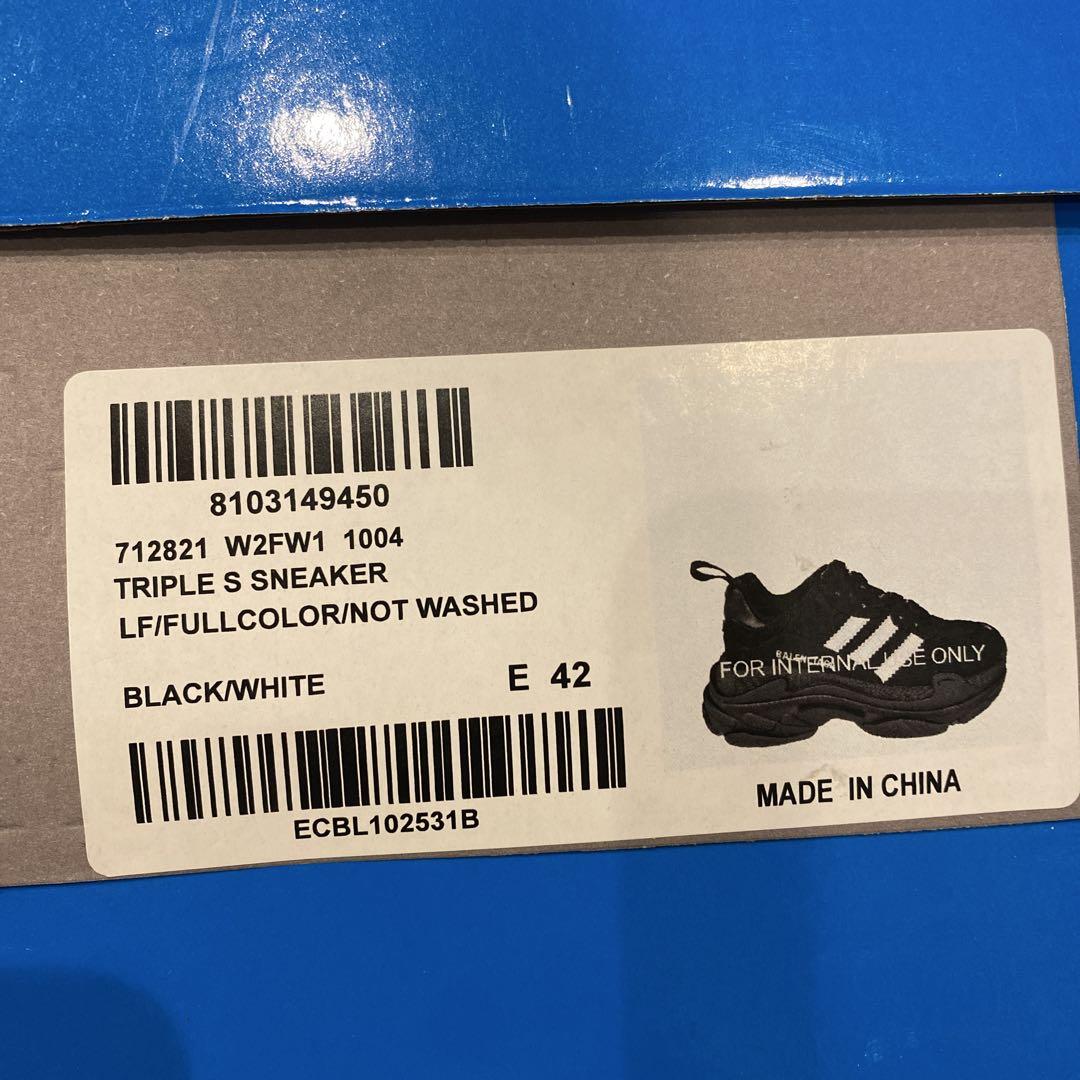 8103149450
712821 W2FW1 1004
TRIPLE S SNEAKER
LF/FULLCOLOR/NOT WASHED
BLACK/WHITE E 42
ECBL102531B
FOR INTERNAL USE ONLY
MADE IN CHINA